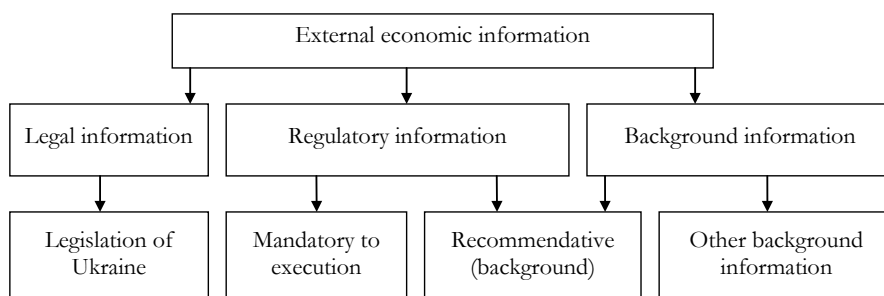 External economic information
Legal information
Regulatory information
Background information
Legislation of
Ukraine
Mandatory to
execution
Recommendative
(background)
Other background
information